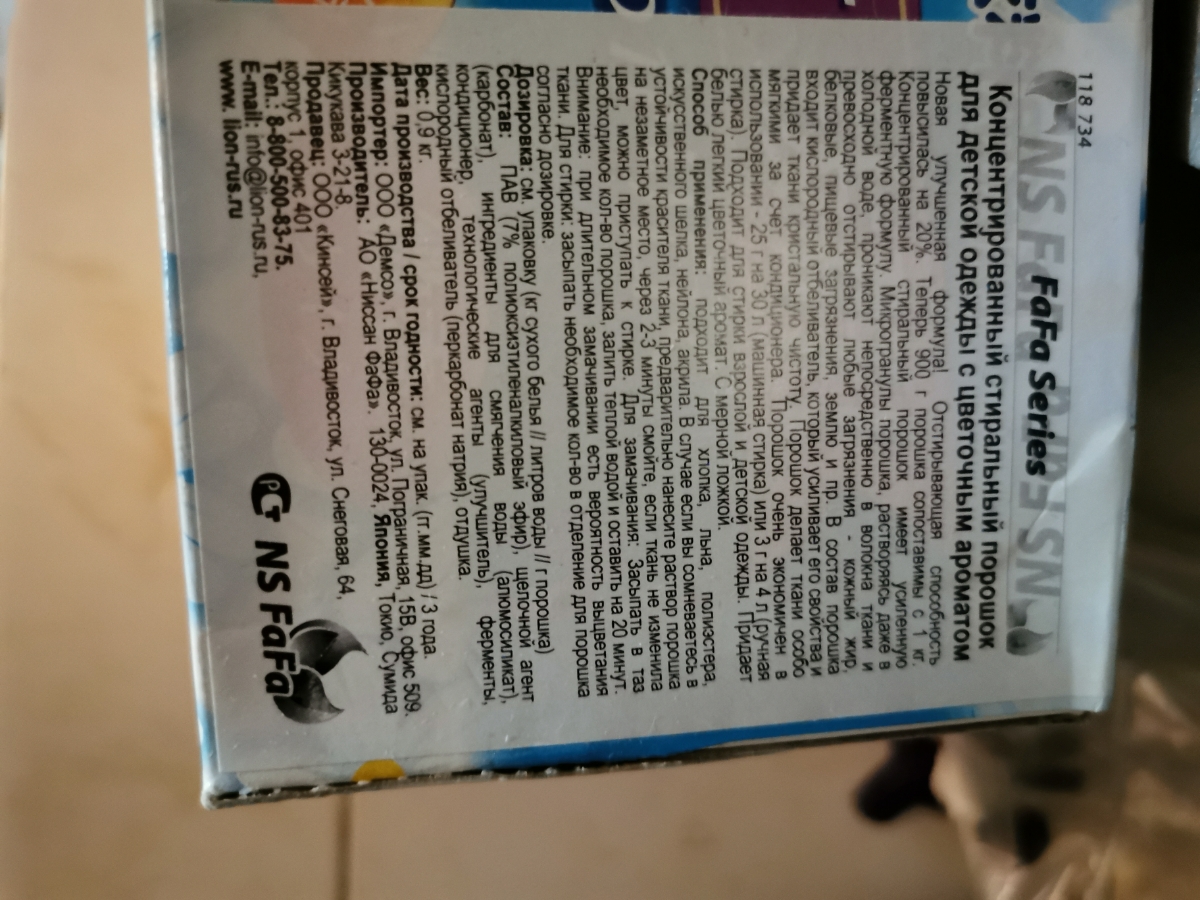 118 734
NS FaFa
FaFa Series
Концентрированный стиральный порошок
для детской одежды с цветочным ароматом
Новая улучшенная формула! Отстирывающая способность
повысилась на 20%. Теперь 900 г порошка сопоставимы с 1 кг.
Концентрированный стиральный порошок имеет усиленную
ферментную формулу. Микрогранулы порошка, растворяясь даже в
холодной воде, проникают непосредственно в волокна ткани и
превосходно отстирывают любые загрязнения - кожный жир,
белковые, пищевые загрязнения, землю и пр. В состав порошка
входит кислородный отбеливатель, который усиливает его свойства и
придает ткани кристальную чистоту. Порошок делает ткани особо
мягкими за счет кондиционера. Порошок очень экономичен в
использовании - 25 г на 30 л (машинная стирка) или 3 г на 4 л (ручная
стирка). Подходит для стирки взрослой и детской одежды. Придает
белью легкий цветочный аромат. С мерной ложкой.
Способ применения: подходит для хлопка, льна, полиэстера,
искусственного шелка, нейлона, акрила. В случае если вы сомневаетесь в
устойчивости красителя ткани, предварительно нанесите раствор порошка
на незаметное место, через 2-3 минуты смойте, если ткань не изменила
цвет, можно приступать к стирке. Для замачивания: Засыпать в таз
необходимое кол-во порошка, залить теплой водой и оставить на 20 минут.
Внимание: при длительном замачивании есть вероятность выцветания
ткани. Для стирки: засыпать необходимое кол-во в отделение для порошка
согласно дозировке.
Дозировка: см. упаковку (кг сухого белья // литров воды // г порошка)
Состав: ПАВ (7% полиоксиэтиленалкиловый эфир), щелочной агент
(карбонат), ингредиенты для смягчения воды (алюмосиликат),
кондиционер, технологические агенты (улучшитель), ферменты,
кислородный отбеливатель (перкарбонат натрия), отдушка.
Вес: 0,9 кг.
Дата производства / срок годности: см. на упак. (гг.мм.дд) / 3 года.
Импортер: ООО «Демоо», г. Владивосток, ул. Пограничная, 15В, офис 509.
Производитель: АО «Ниссан ФаФа». 130-0024, Япония, Токио, Сумида
Кикукава 3-21-8.
Продавец: ООО «Кинсей», г. Владивосток, ул. Снеговая, 64,
корпус 1, офис 401
Тел.: 8-800-500-83-75.
E-mail: info@lion-rus.ru,
www. lion-rus.ru
РСТ NS FaFa